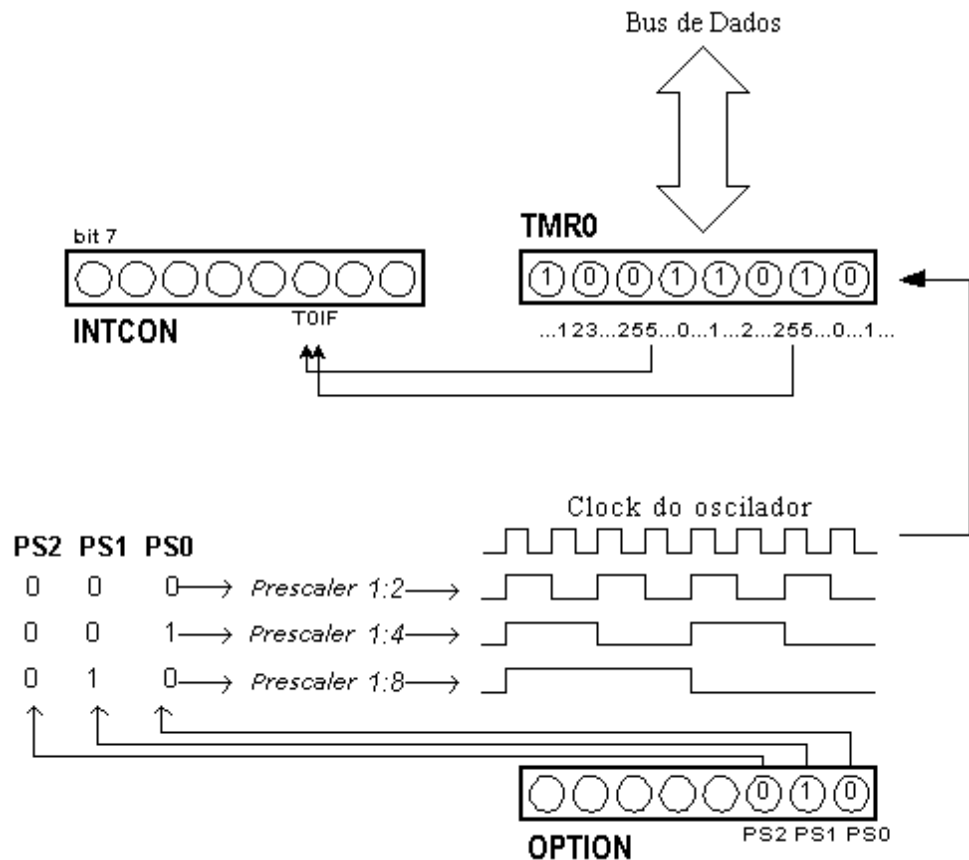 Bus de Dados
bit 7
TMR0
1 0 0 1 1 0 1 0
T0IF
INTCON
...123...255...0...1...2...255...0...1...
Clock do oscilador
PS2 PS1 PS0
0 0 0 Prescaler 1:2
0 0 1 Prescaler 1:4
0 1 0 Prescaler 1:8
0 1 0
PS2 PS1 PS0
OPTION